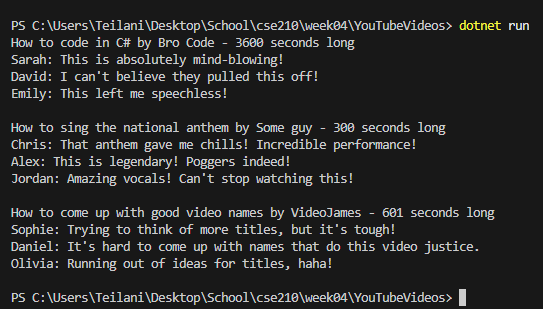 PS C:\Users\Teilani\Desktop\School\cse210\week04\YouTubeVideos> dotnet run
How to code in C# by Bro Code - 3600 seconds long
Sarah: This is absolutely mind-blowing!
David: I can't believe they pulled this off!
Emily: This left me speechless!

How to sing the national anthem by Some guy - 300 seconds long
Chris: That anthem gave me chills! Incredible performance!
Alex: This is legendary! Poggers indeed!
Jordan: Amazing vocals! Can't stop watching this!

How to come up with good video names by VideoJames - 601 seconds long
Sophie: Trying to think of more titles, but it's tough!
Daniel: It's hard to come up with names that do this video justice.
Olivia: Running out of ideas for titles, haha!

PS C:\Users\Teilani\Desktop\School\cse210\week04\YouTubeVideos>